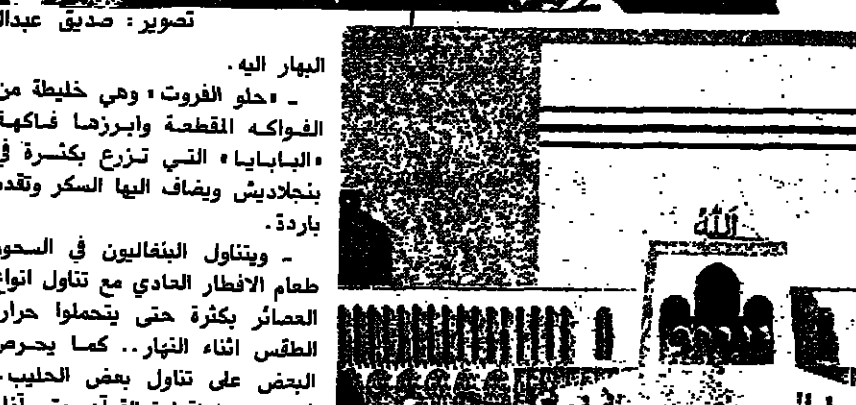 تصوير : صديق عبدال
البهار اليه .
ـ «حلو الفروت» وهي خليطة من
الفواكه المقطعة وابرزها فاكهة
«البابايا» التي تزرع بكثرة في
بنجلاديش ويضاف اليها السكر وتقدم
باردة .
ـ ويتناول البنغاليون في السحور
طعام الافطار العادي مع تناول انواع
العصائر بكثرة حتى يتحملوا حرار
الطقس اثناء النهار .. كما يحرص
البعض على تناول بعض الحليب .
الله